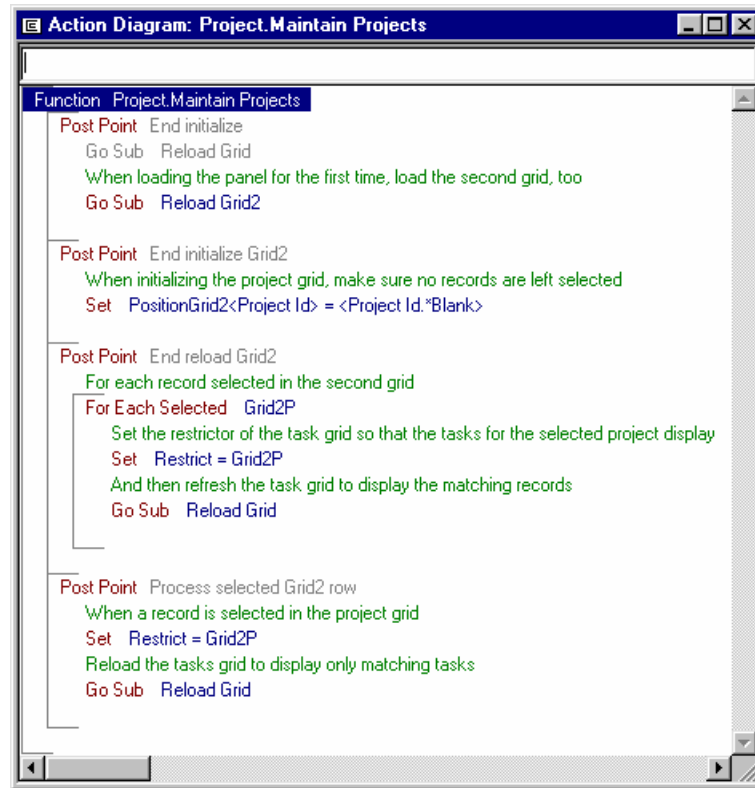 Action Diagram: Project.Maintain Projects
Function Project.Maintain Projects
Post Point End initialize
Go Sub Reload Grid
When loading the panel for the first time, load the second grid, too
Go Sub Reload Grid2
Post Point End initialize Grid2
When initializing the project grid, make sure no records are left selected
Set PositionGrid2<Project Id> = <Project Id.*Blank>
Post Point End reload Grid2
For each record selected in the second grid
For Each Selected Grid2P
Set the restrictor of the task grid so that the tasks for the selected project display
Set Restrict = Grid2P
And then refresh the task grid to display the matching records
Go Sub Reload Grid
Post Point Process selected Grid2 row
When a record is selected in the project grid
Set Restrict = Grid2P
Reload the tasks grid to display only matching tasks
Go Sub Reload Grid